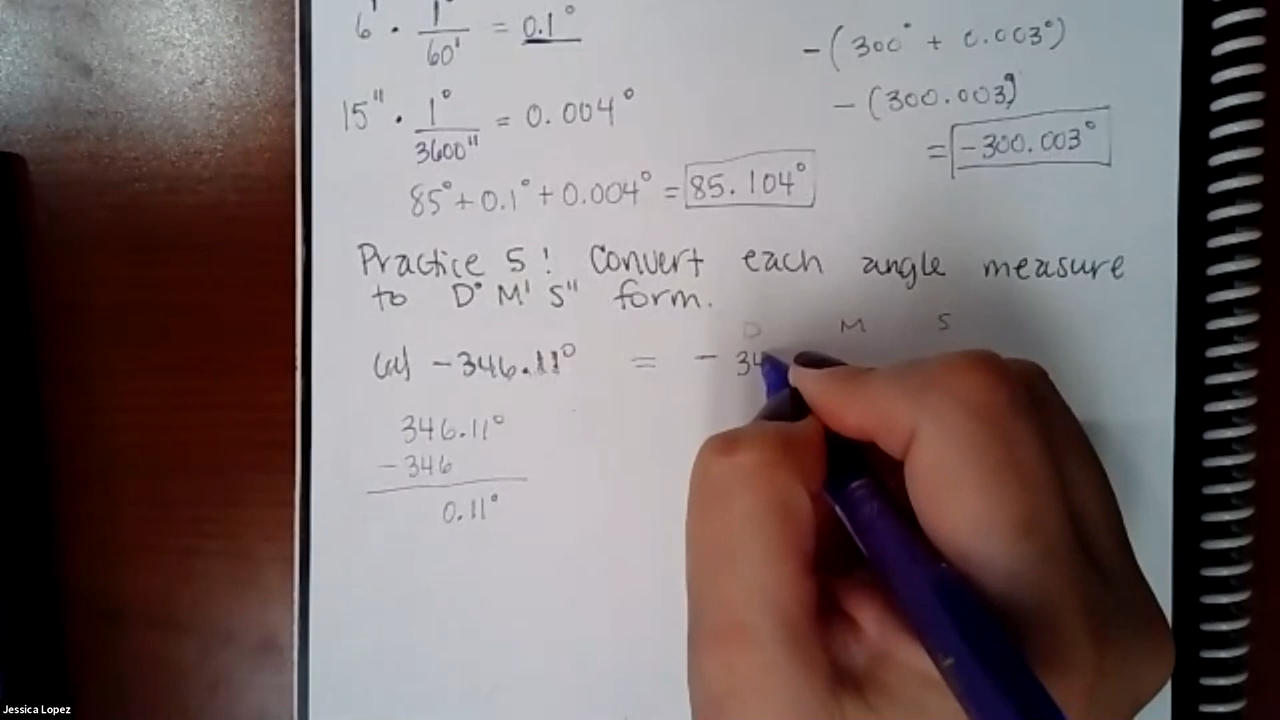 6' · 1° / 60' = 0.1°
15" · 1° / 3600" = 0.004°
85° + 0.1° + 0.004° = 85.104°
-(300° + 0.003°)
-(300.003°)
= -300.003°
Practice 5! Convert each angle measure
to D° M' S" form.
D M S
(a) -346.11° = - 34
346.11°
- 346
0.11°
Jessica Lopez